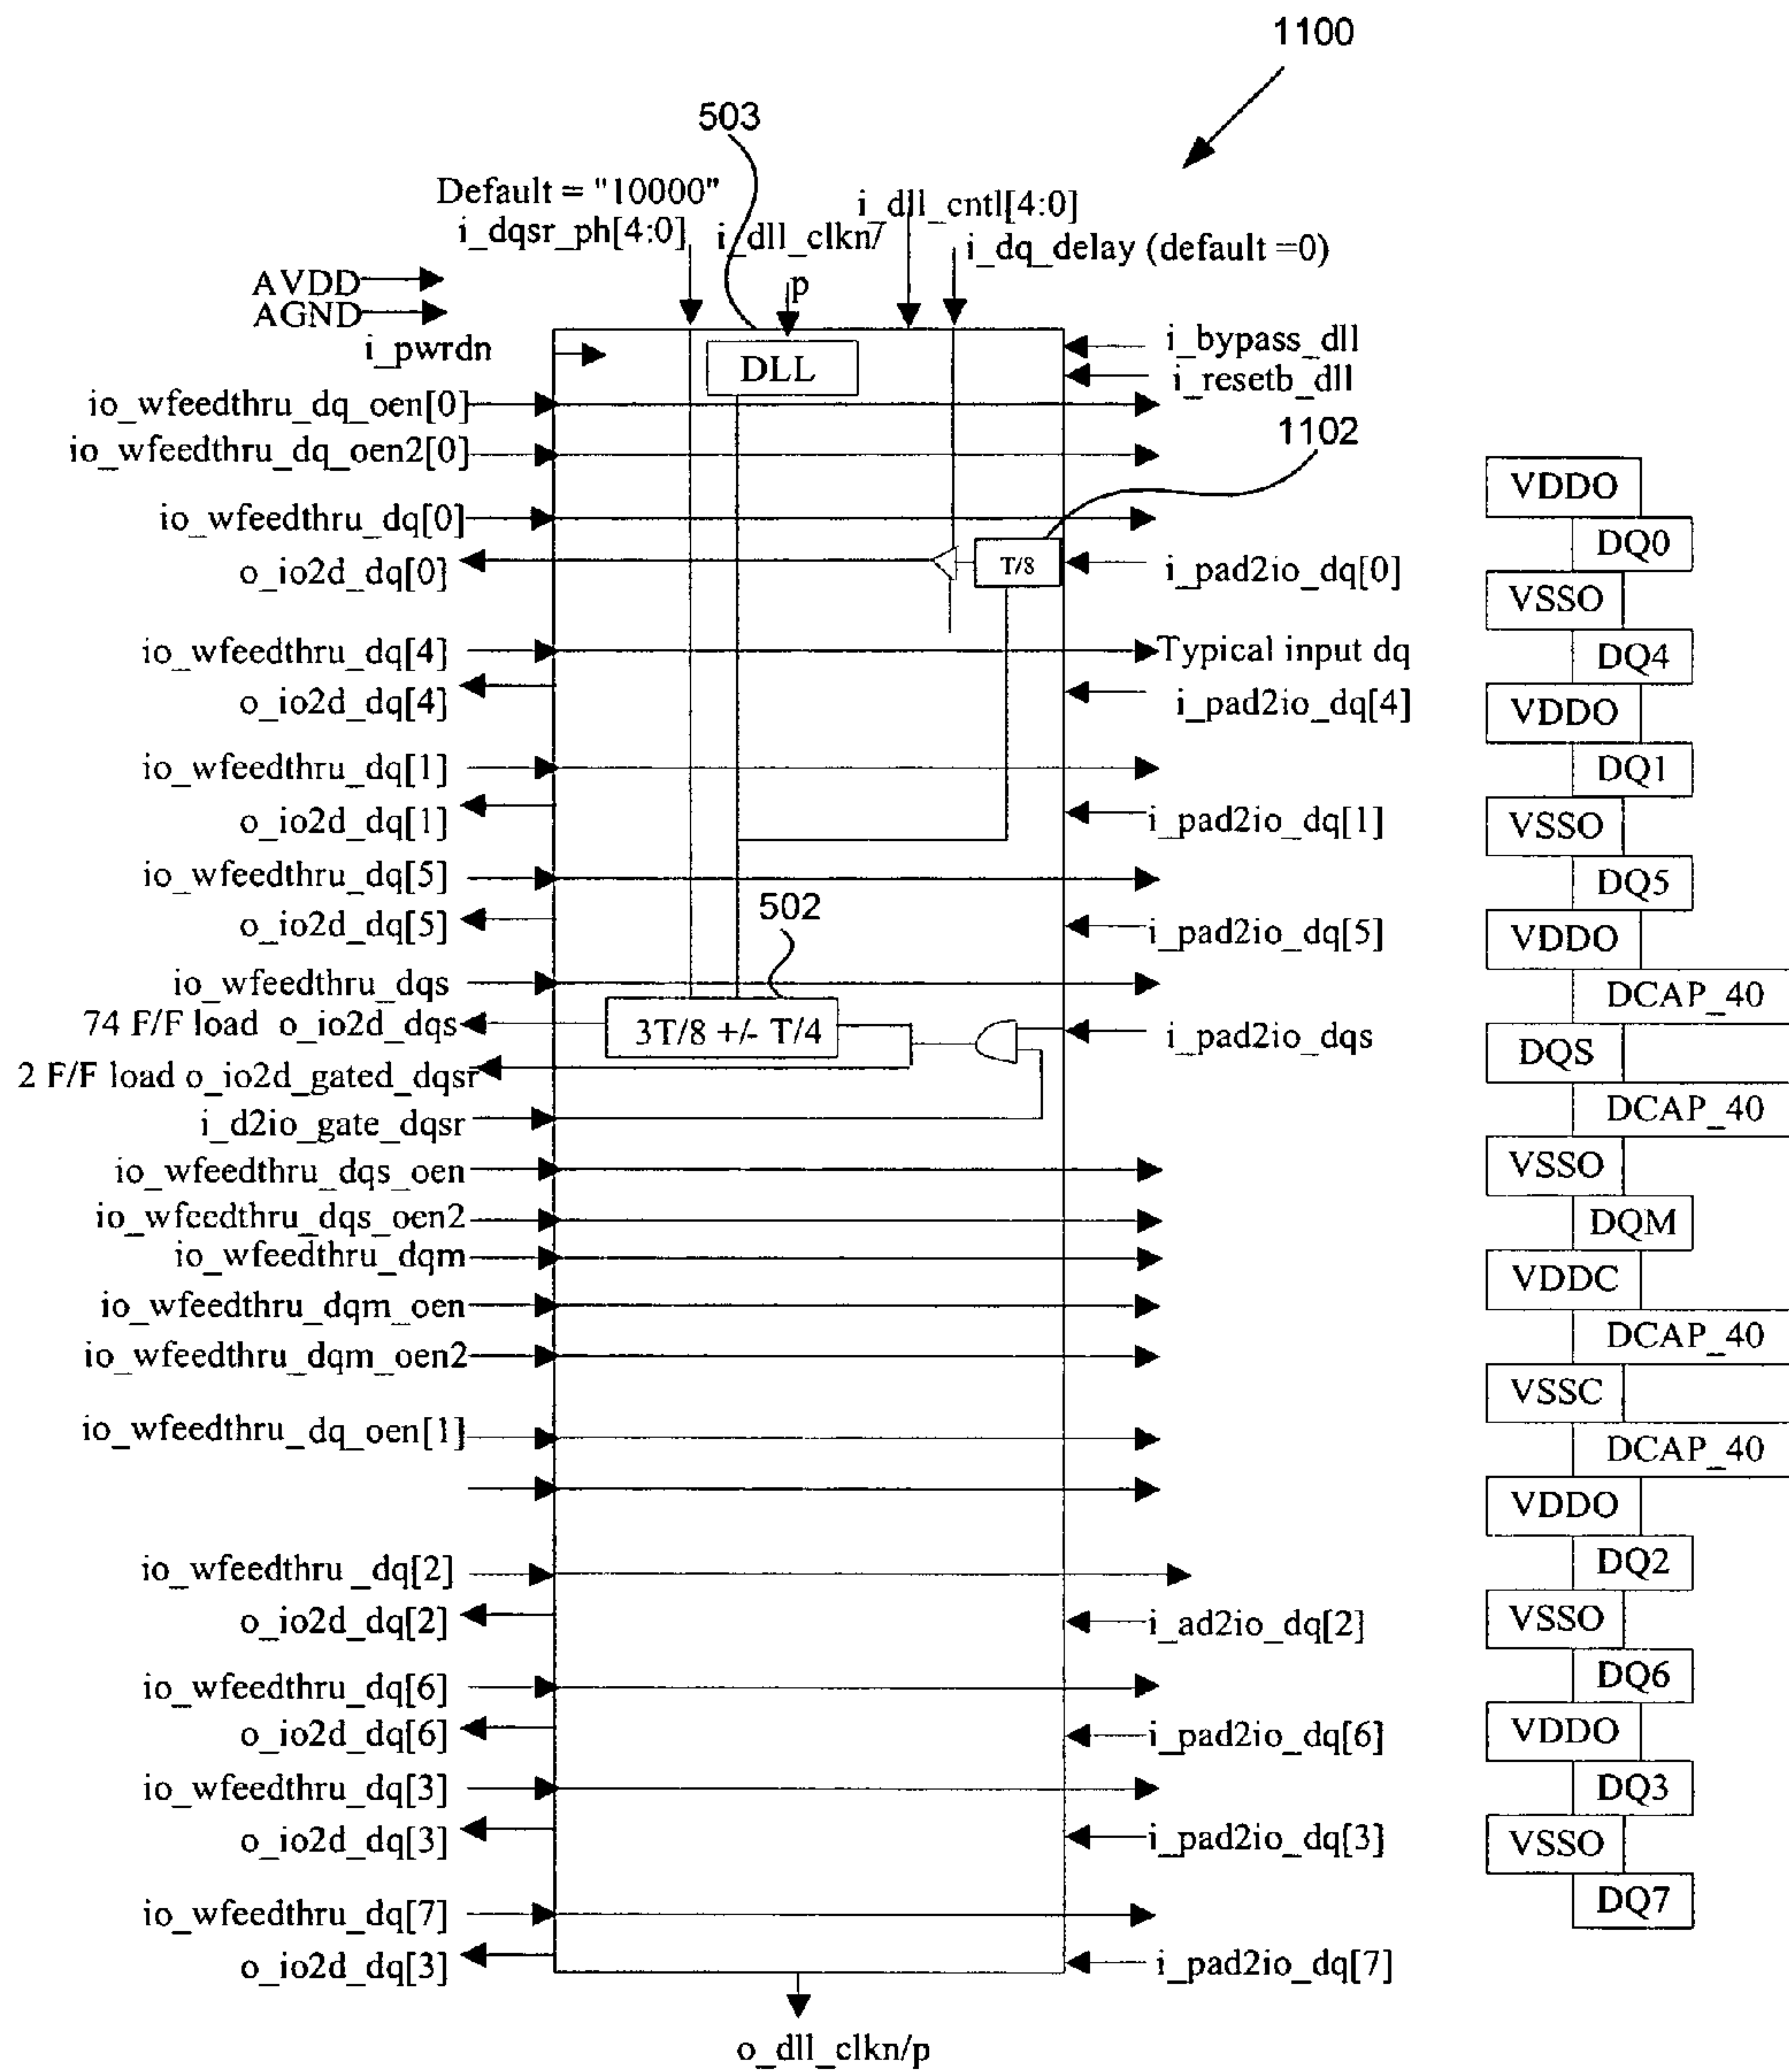 1100
503
Default = "10000"
i_dqsr_ph[4:0]
i_dll_clkn/
p
i_dll_cntl[4:0]
i_dq_delay (default =0)
AVDD
AGND
i_pwrdn
DLL
i_bypass_dll
i_resetb_dll
1102
io_wfeedthru_dq_oen[0]
io_wfeedthru_dq_oen2[0]
io_wfeedthru_dq[0]
o_io2d_dq[0]
T/8
i_pad2io_dq[0]
io_wfeedthru_dq[4]
Typical input dq
o_io2d_dq[4]
i_pad2io_dq[4]
io_wfeedthru_dq[1]
o_io2d_dq[1]
i_pad2io_dq[1]
io_wfeedthru_dq[5]
o_io2d_dq[5]
502
i_pad2io_dq[5]
io_wfeedthru_dqs
74 F/F load o_io2d_dqs
3T/8 +/- T/4
i_pad2io_dqs
2 F/F load o_io2d_gated_dqsr
i_d2io_gate_dqsr
io_wfeedthru_dqs_oen
io_wfeedthru_dqs_oen2
io_wfeedthru_dqm
io_wfeedthru_dqm_oen
io_wfeedthru_dqm_oen2
io_wfeedthru_dq_oen[1]
io_wfeedthru_dq[2]
o_io2d_dq[2]
i_ad2io_dq[2]
io_wfeedthru_dq[6]
o_io2d_dq[6]
i_pad2io_dq[6]
io_wfeedthru_dq[3]
o_io2d_dq[3]
i_pad2io_dq[3]
io_wfeedthru_dq[7]
o_io2d_dq[3]
i_pad2io_dq[7]
o_dll_clkn/p
VDDO
DQ0
VSSO
DQ4
VDDO
DQ1
VSSO
DQ5
VDDO
DCAP_40
DQS
DCAP_40
VSSO
DQM
VDDC
DCAP_40
VSSC
DCAP_40
VDDO
DQ2
VSSO
DQ6
VDDO
DQ3
VSSO
DQ7